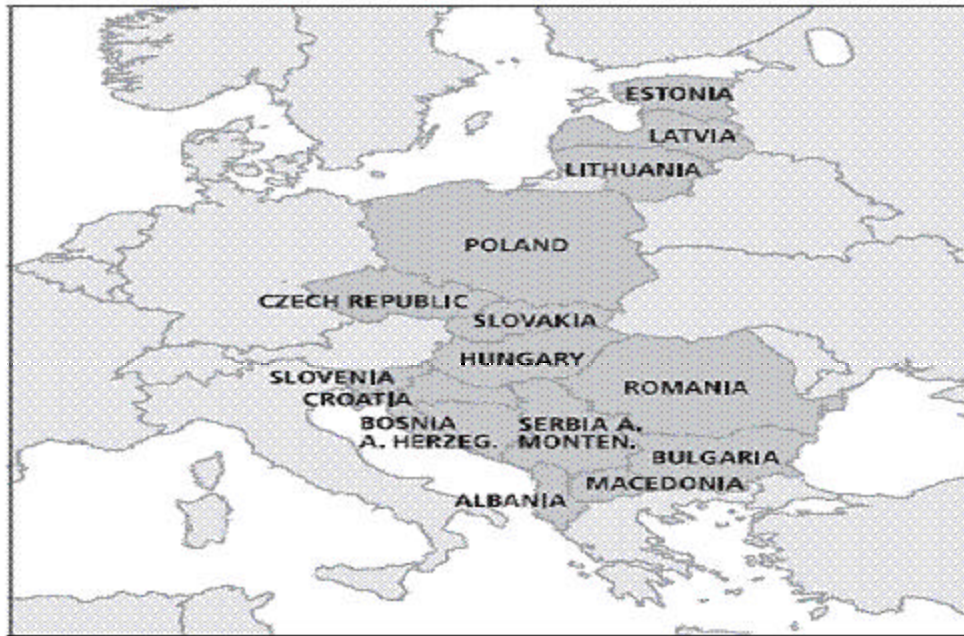 ESTONIA
LATVIA
LITHUANIA
POLAND
CZECH REPUBLIC
SLOVAKIA
HUNGARY
SLOVENIA
ROMANIA
CROATIA
BOSNIA
A. HERZEG.
SERBIA A.
MONTEN.
BULGARIA
MACEDONIA
ALBANIA